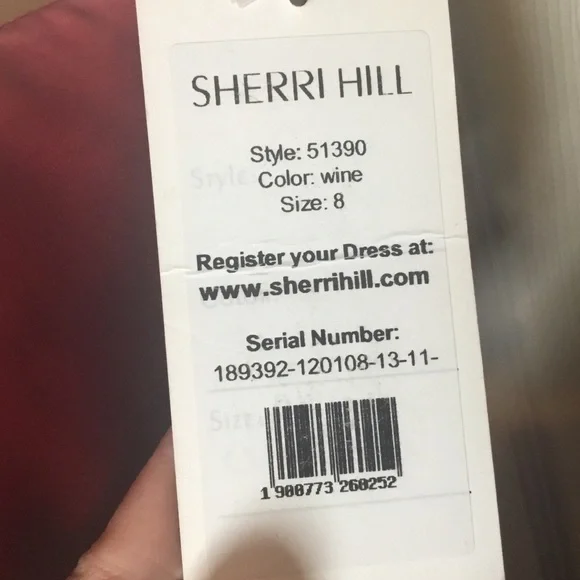 SHERRI HILL
Style: 51390
Color: wine
Size: 8
Register your Dress at:
www.sherrihill.com
Serial Number:
189392-120108-13-11-
1 900773 260252